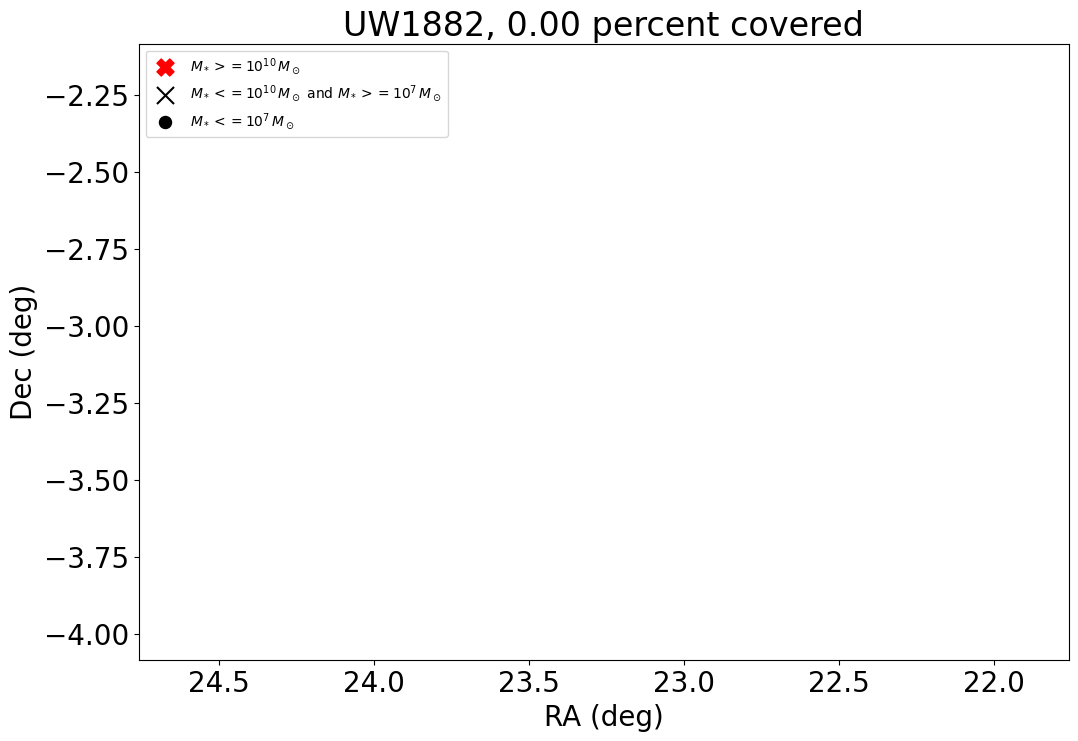 UW1882, 0.00 percent covered
M* >= 10^10 M⊙
M* <= 10^10 M⊙ and M* >= 10^7 M⊙
M* <= 10^7 M⊙
−2.25
−2.50
−2.75
−3.00
−3.25
−3.50
−3.75
−4.00
Dec (deg)
24.5 24.0 23.5 23.0 22.5 22.0
RA (deg)